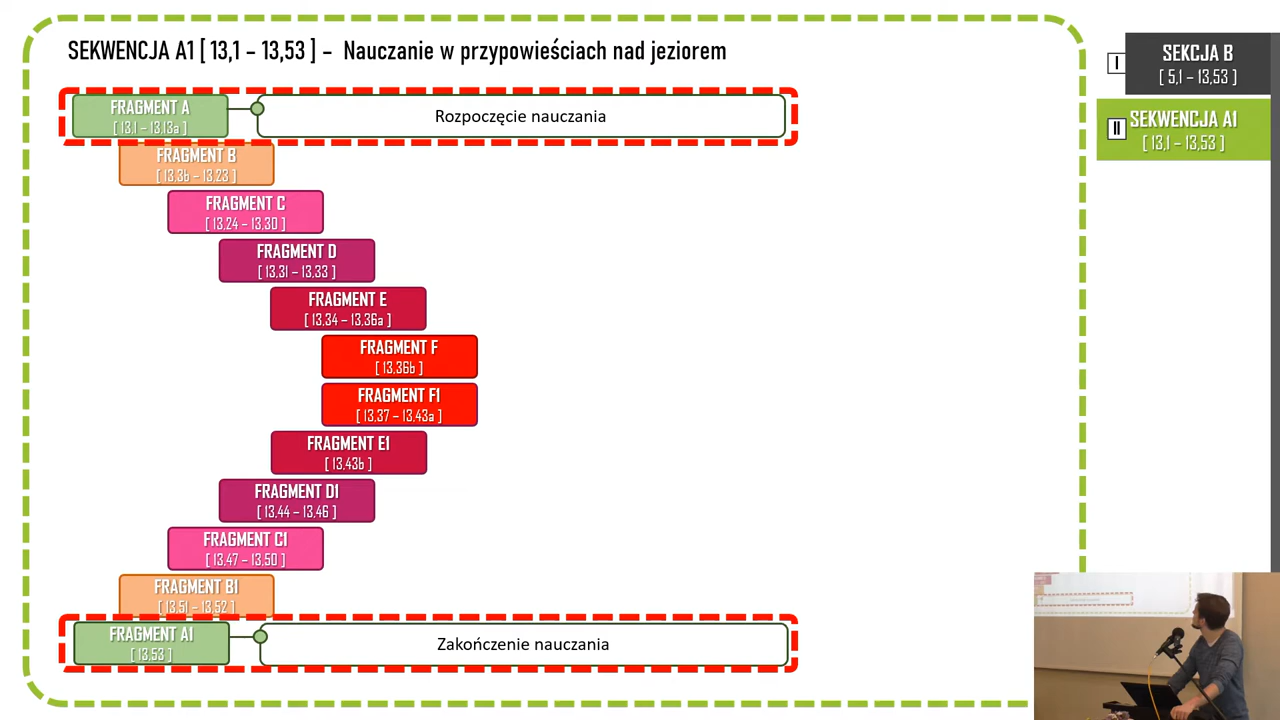 SEKWENCJA A1 [ 13,1 – 13,53 ] – Nauczanie w przypowieściach nad jeziorem
I
SEKCJA B
[ 5,1 – 13,53 ]
II
SEKWENCJA A1
[ 13,1 – 13,53 ]
FRAGMENT A
[ 13,1 – 13,13a ]
Rozpoczęcie nauczania
FRAGMENT B
[ 13,3b – 13,23 ]
FRAGMENT C
[ 13,24 – 13,30 ]
FRAGMENT D
[ 13,31 – 13,33 ]
FRAGMENT E
[ 13,34 – 13,36a ]
FRAGMENT F
[ 13,36b ]
FRAGMENT F1
[ 13,37 – 13,43a ]
FRAGMENT E1
[ 13,43b ]
FRAGMENT D1
[ 13,44 – 13,46 ]
FRAGMENT C1
[ 13,47 – 13,50 ]
FRAGMENT B1
[ 13,51 – 13,52 ]
FRAGMENT A1
[ 13,53 ]
Zakończenie nauczania